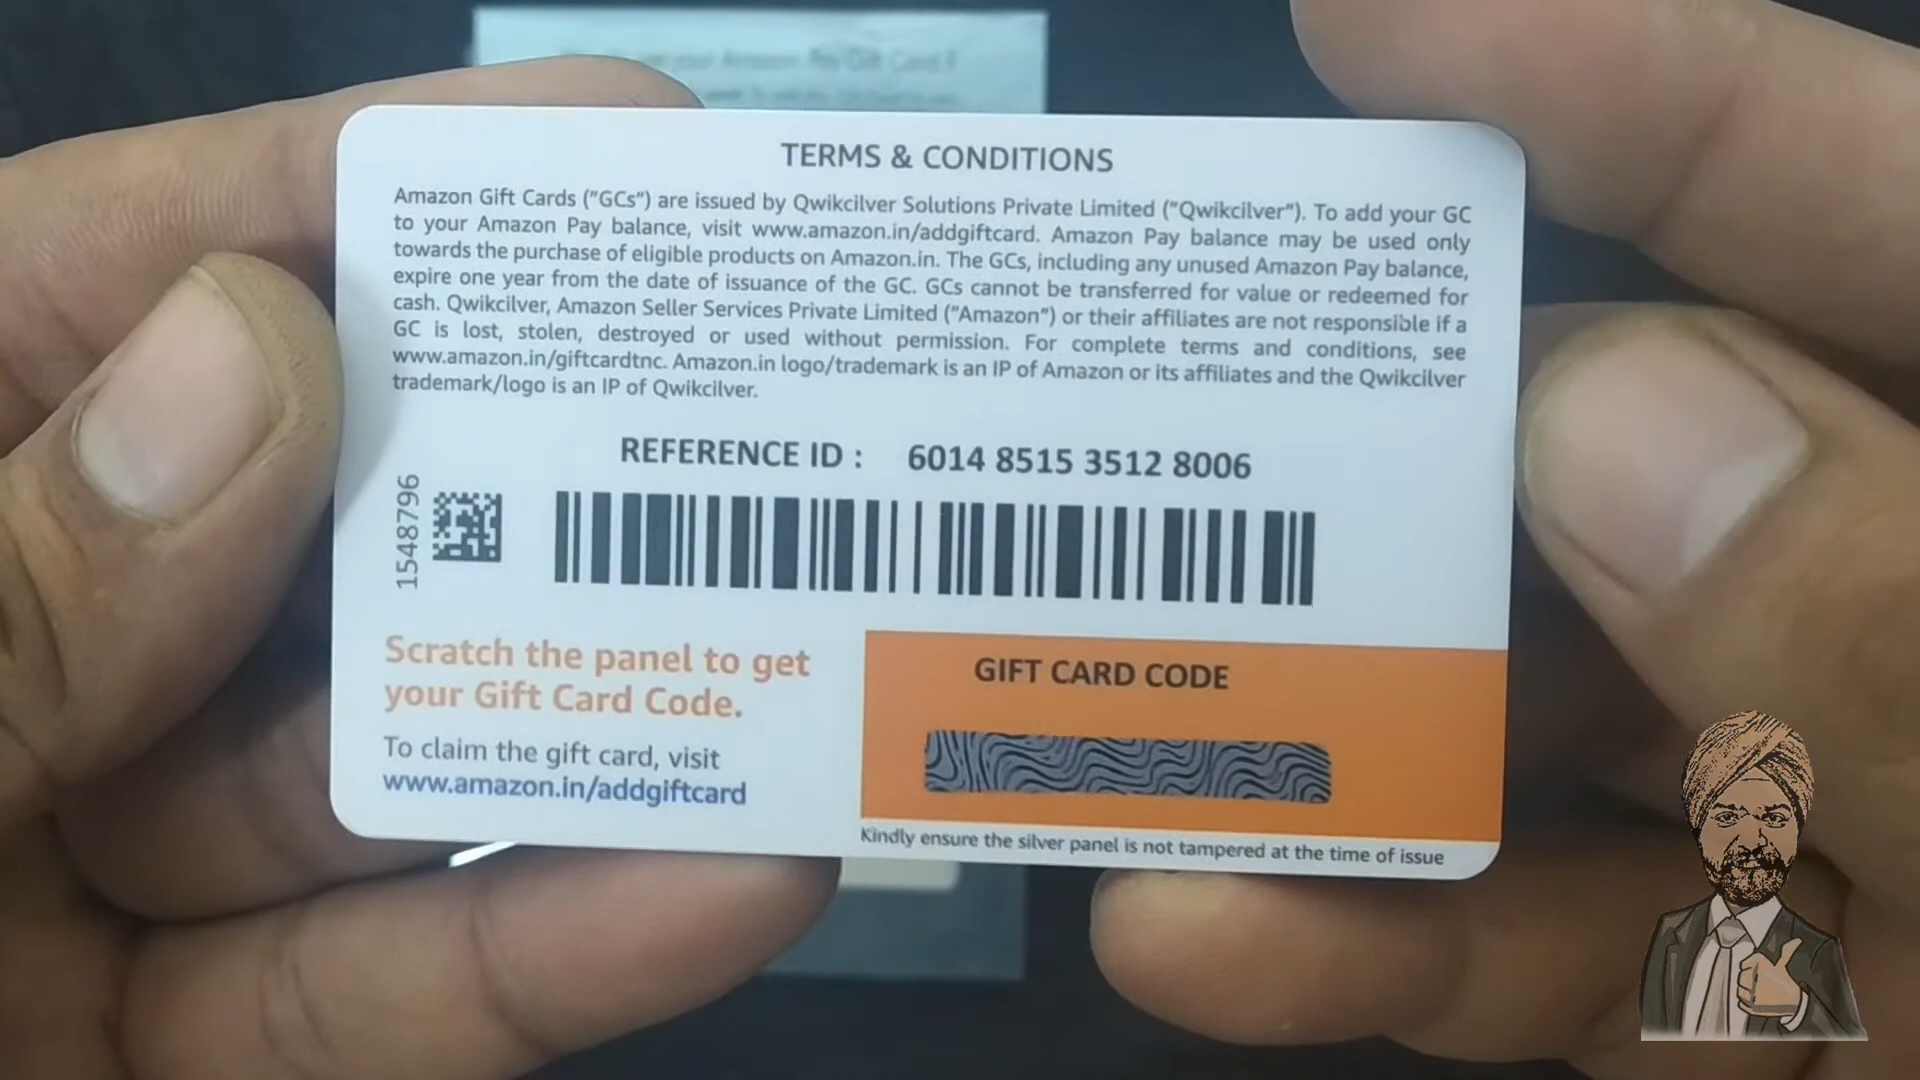 your Amazon Pay Gift Card?
TERMS & CONDITIONS
Amazon Gift Cards ("GCs") are issued by Qwikcilver Solutions Private Limited ("Qwikcilver"). To add your GC
to your Amazon Pay balance, visit www.amazon.in/addgiftcard. Amazon Pay balance may be used only
towards the purchase of eligible products on Amazon.in. The GCs, including any unused Amazon Pay balance,
expire one year from the date of issuance of the GC. GCs cannot be transferred for value or redeemed for
cash. Qwikcilver, Amazon Seller Services Private Limited ("Amazon") or their affiliates are not responsible if a
GC is lost, stolen, destroyed or used without permission. For complete terms and conditions, see
www.amazon.in/giftcardtnc. Amazon.in logo/trademark is an IP of Amazon or its affiliates and the Qwikcilver
trademark/logo is an IP of Qwikcilver.
REFERENCE ID : 6014 8515 3512 8006
15487796
Scratch the panel to get
your Gift Card Code.
To claim the gift card, visit
www.amazon.in/addgiftcard
GIFT CARD CODE
Kindly ensure the silver panel is not tampered at the time of issue